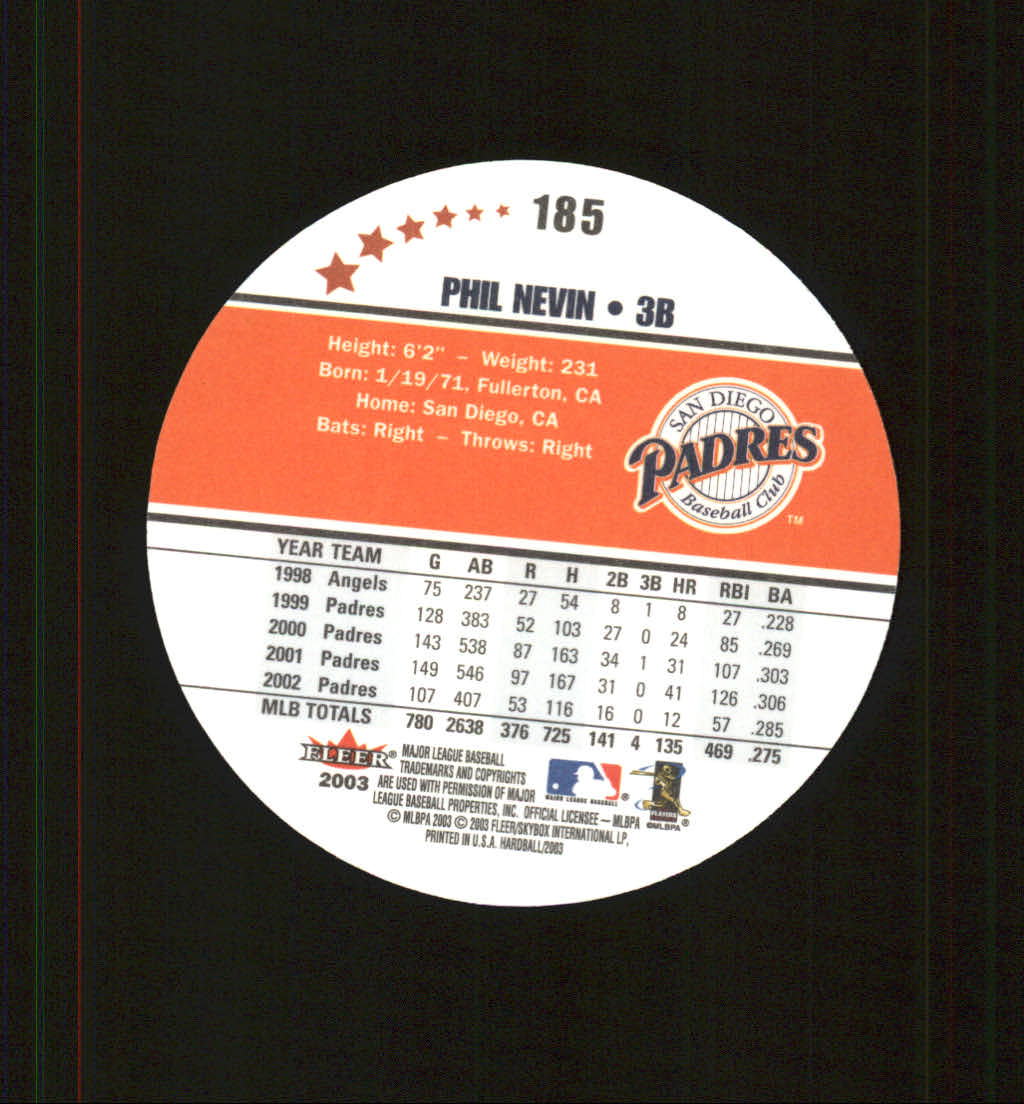 185
PHIL NEVIN • 3B
Height: 6'2" – Weight: 231
Born: 1/19/71, Fullerton, CA
Home: San Diego, CA
Bats: Right – Throws: Right
SAN DIEGO
PADRES
Baseball Club
TM
YEAR TEAM G AB R H 2B 3B HR RBI BA
1998 Angels 75 237 27 54 8 1 8 27 .228
1999 Padres 128 383 52 103 27 0 24 85 .269
2000 Padres 143 538 87 163 34 1 31 107 .303
2001 Padres 149 546 97 167 31 0 41 126 .306
2002 Padres 107 407 53 116 16 0 12 57 .285
MLB TOTALS 780 2638 376 725 141 4 135 469 .275
FLEER®
2003
MAJOR LEAGUE BASEBALL
TRADEMARKS AND COPYRIGHTS
ARE USED WITH PERMISSION OF MAJOR
LEAGUE BASEBALL PROPERTIES, INC. OFFICIAL LICENSEE – MLBPA
© MLBPA 2003 © 2003 FLEER/SKYBOX INTERNATIONAL LP,
PRINTED IN U.S.A. HARDBALL/2003
MAJOR LEAGUE BASEBALL ®
PLAYERS
©MLBPA ®